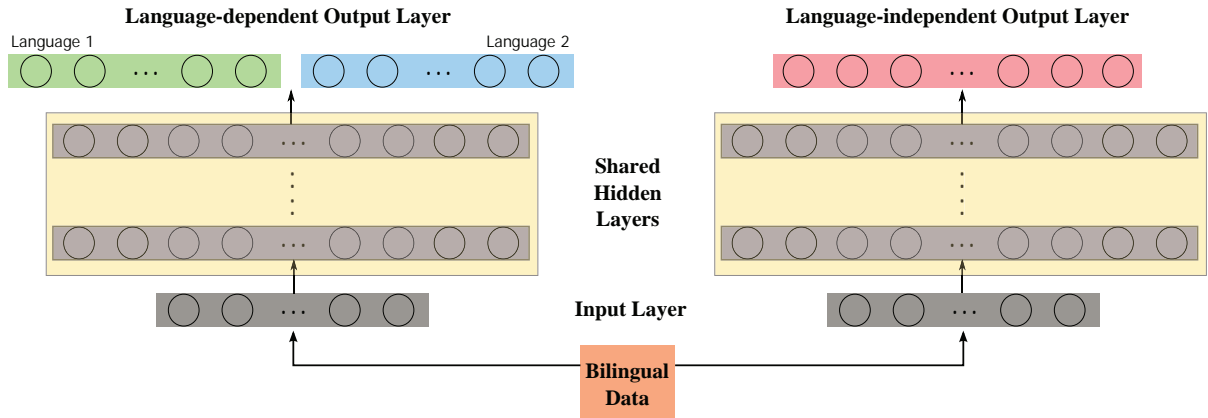 Language-dependent Output Layer
Language-independent Output Layer
Language 1
Language 2
Shared
Hidden
Layers
Input Layer
Bilingual
Data